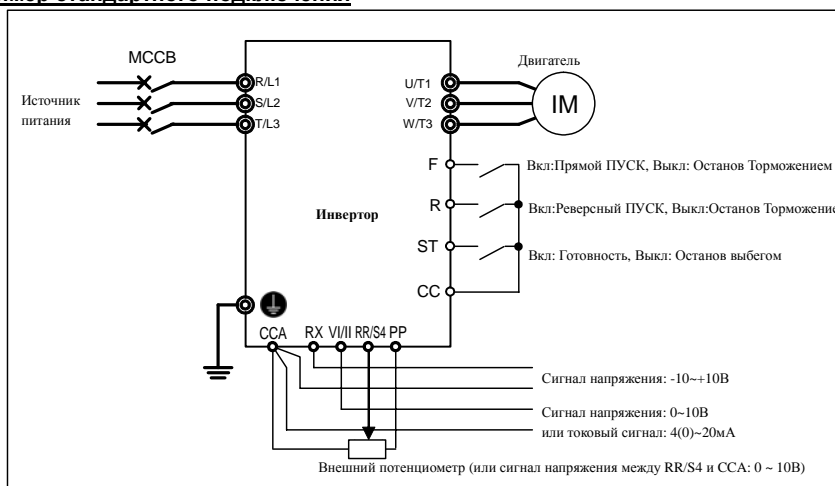 стандартного подключения
MCCB
Двигатель
R/L1
U/T1
Источник
питания
S/L2
V/T2
IM
T/L3
W/T3
F
Вкл:Прямой ПУСК, Выкл: Останов Торможением
Инвертор
R
Вкл:Реверсный ПУСК, Выкл:Останов Торможение
ST
Вкл: Готовность, Выкл: Останов выбегом
CC
CCA RX VI/II RR/S4 PP
Сигнал напряжения: -10~+10В
Сигнал напряжения: 0~10В
или токовый сигнал: 4(0)~20мА
Внешний потенциометр (или сигнал напряжения между RR/S4 и CCA: 0 ~ 10В)